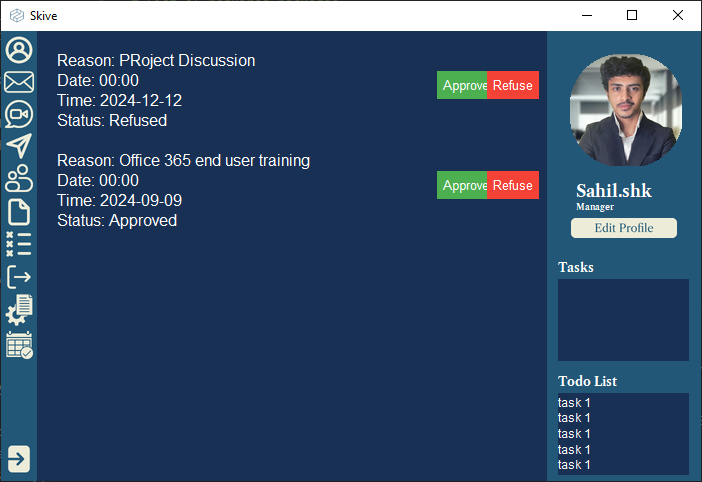 Skive
Reason: PRoject Discussion
Date: 00:00
Time: 2024-12-12
Status: Refused
Approve Refuse
Reason: Office 365 end user training
Date: 00:00
Time: 2024-09-09
Status: Approved
Approve Refuse
Sahil.shk
Manager
Edit Profile
Tasks
Todo List
task 1
task 1
task 1
task 1
task 1